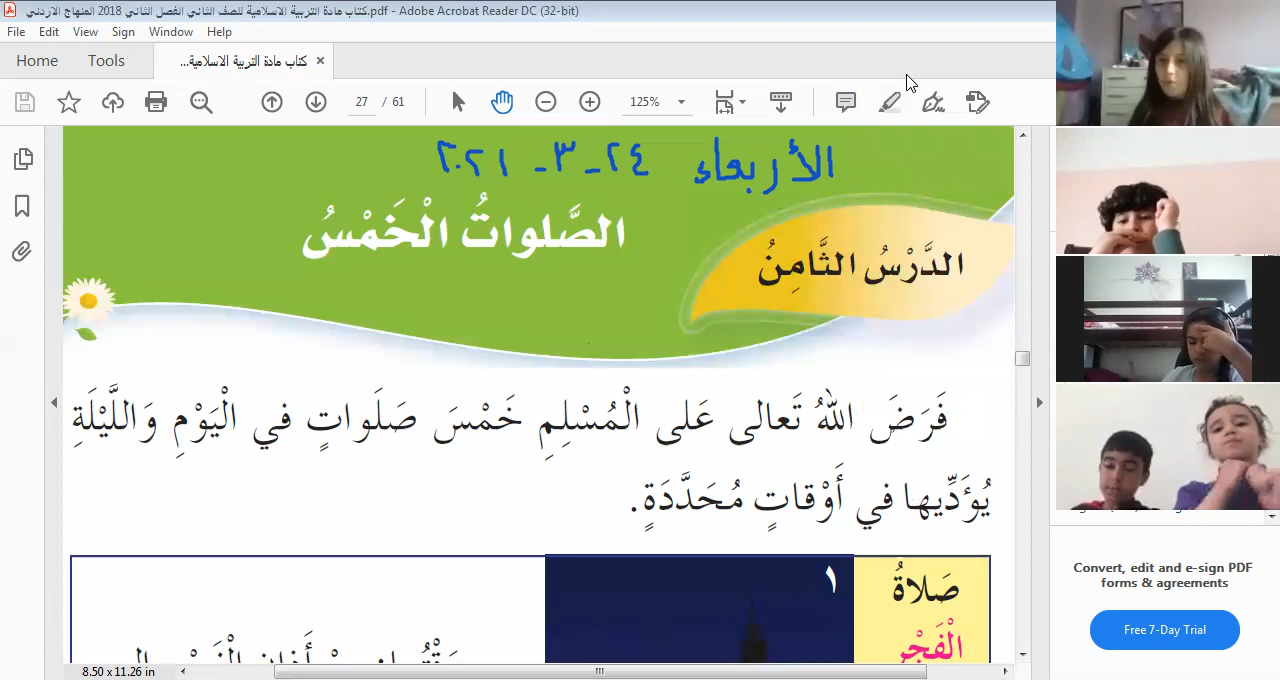 كتاب مادة التربية الاسلامية للصف الثاني الفصل الثاني 2018 المنهاج الاردني.pdf - Adobe Acrobat Reader DC (32-bit)
File Edit View Sign Window Help
Home Tools كتاب مادة التربية الاسلامية... ×
27 / 61 125%
الأربعاء ٢٤-٣-٢٠٢١
الصَّلواتُ الْخَمْسُ
الدَّرْسُ الثَّامِنُ
فَرَضَ اللهُ تَعالى عَلى الْمُسْلِمِ خَمْسَ صَلَواتٍ في الْيَوْمِ وَاللَّيْلَةِ
يُؤَدِّيها في أَوْقاتٍ مُحَدَّدَةٍ.
صَلاةُ
الْفَجْرِ
١
8.50 x 11.26 in
Convert, edit and e-sign PDF
forms & agreements
Free 7-Day Trial